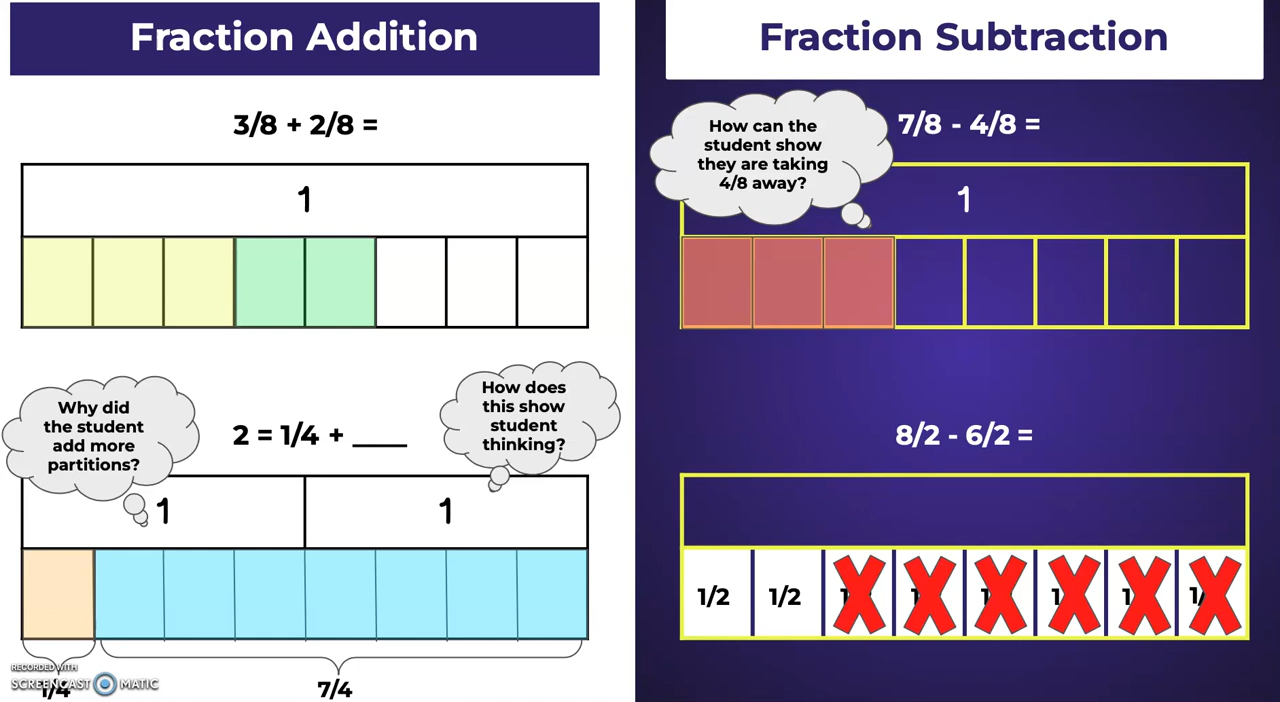 Fraction Addition
3/8 + 2/8 =
1
Why did
the student
add more
partitions?
2 = 1/4 + ____
How does
this show
student
thinking?
1
1
1/4
7/4
RECORDED WITH
SCREENCAST MATIC
Fraction Subtraction
How can the
student show
they are taking
4/8 away?
7/8 - 4/8 =
1
8/2 - 6/2 =
1/2
1/2